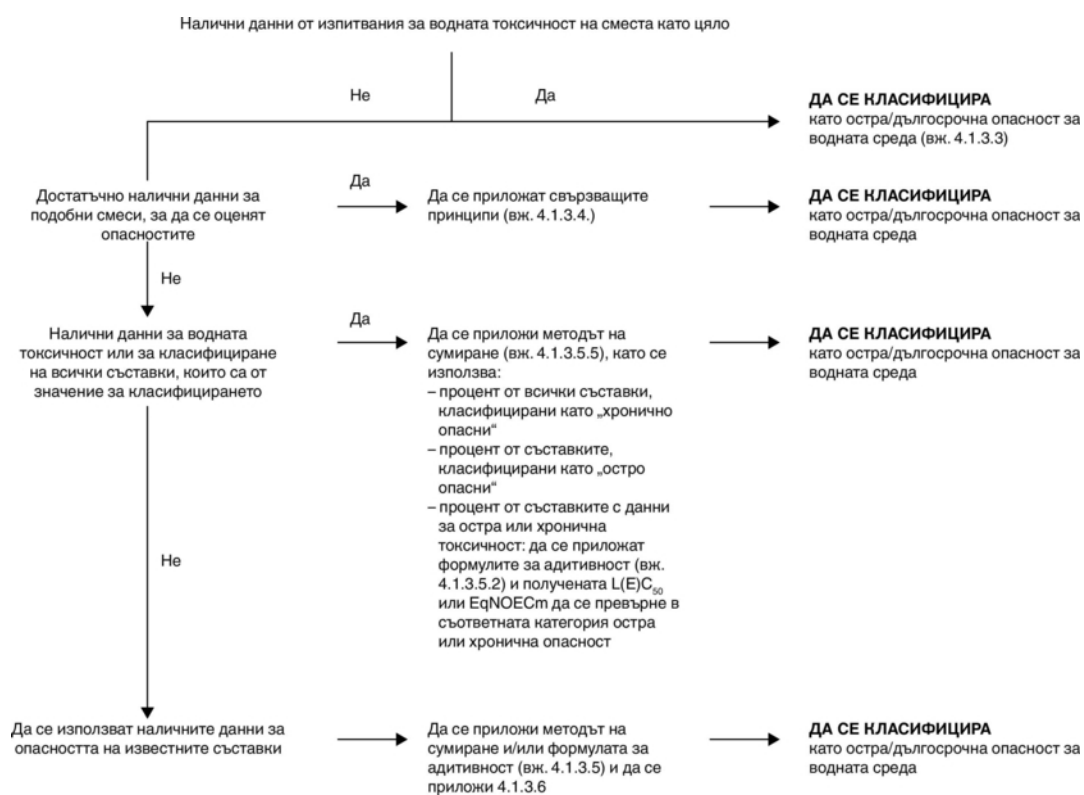 Налични данни от изпитвания за водната токсичност на сместа като цяло
Не
Да
ДА СЕ КЛАСИФИЦИРА
като остра/дългосрочна опасност за
водната среда (вж. 4.1.3.3)
Достатъчно налични данни за
подобни смеси, за да се оценят
опасностите
Да
Да се приложат свързващите
принципи (вж. 4.1.3.4.)
ДА СЕ КЛАСИФИЦИРА
като остра/дългосрочна опасност за
водната среда
Не
Налични данни за водната
токсичност или за класифициране
на всички съставки, които са от
значение за класифицирането
Да
Да се приложи методът на
сумиране (вж. 4.1.3.5.5), като се
използва:
– процент от всички съставки,
класифицирани като „хронично
опасни“
– процент от съставките,
класифицирани като „остро
опасни“
– процент от съставките с данни
за остра или хронична
токсичност: да се приложат
формулите за адитивност (вж.
4.1.3.5.2) и получената L(E)C₅₀
или EqNOECm да се превърне в
съответната категория остра
или хронична опасност
ДА СЕ КЛАСИФИЦИРА
като остра/дългосрочна опасност за
водната среда
Не
Да се използват наличните данни за
опасността на известните съставки
Да се приложи методът на
сумиране и/или формулата за
адитивност (вж. 4.1.3.5) и да се
приложи 4.1.3.6
ДА СЕ КЛАСИФИЦИРА
като остра/дългосрочна опасност за
водната среда